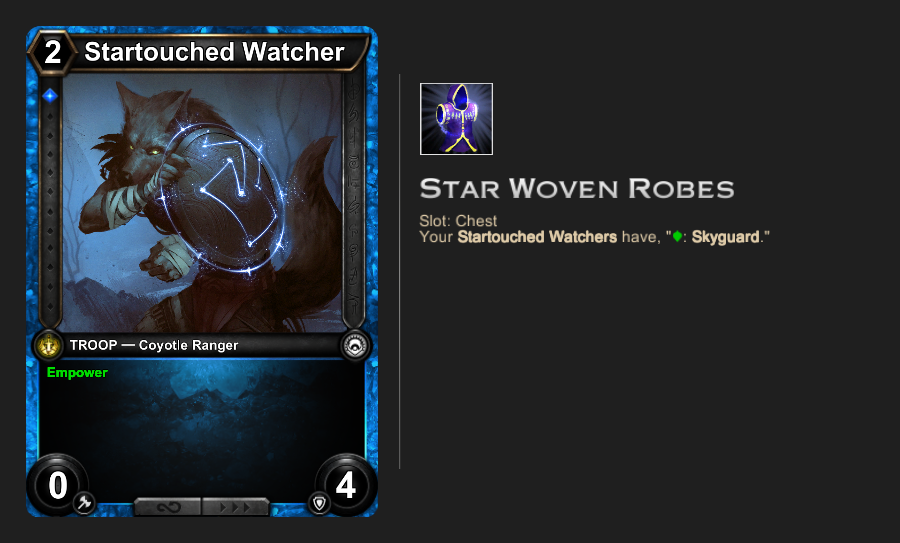 2 Startouched Watcher
TROOP — Coyotle Ranger
Empower
0
4
STAR WOVEN ROBES
Slot: Chest
Your Startouched Watchers have, ": Skyguard."